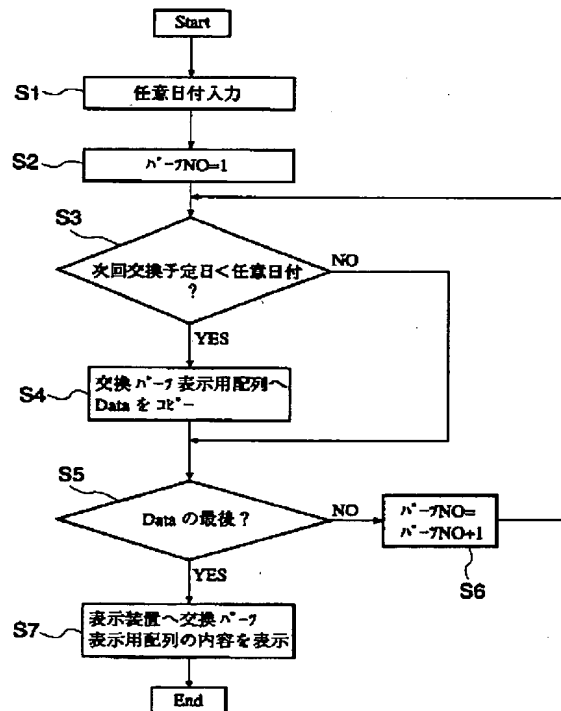 Start
S1
任意日付入力
S2
ﾊﾟｰﾂNO=1
S3
次回交換予定日<任意日付
?
NO
YES
S4
交換ﾊﾟｰﾂ表示用配列へ
Data を ｺﾋﾟｰ
S5
Data の最後?
NO
ﾊﾟｰﾂNO=
ﾊﾟｰﾂNO+1
S6
YES
S7
表示装置へ交換ﾊﾟｰﾂ
表示用配列の内容を表示
End